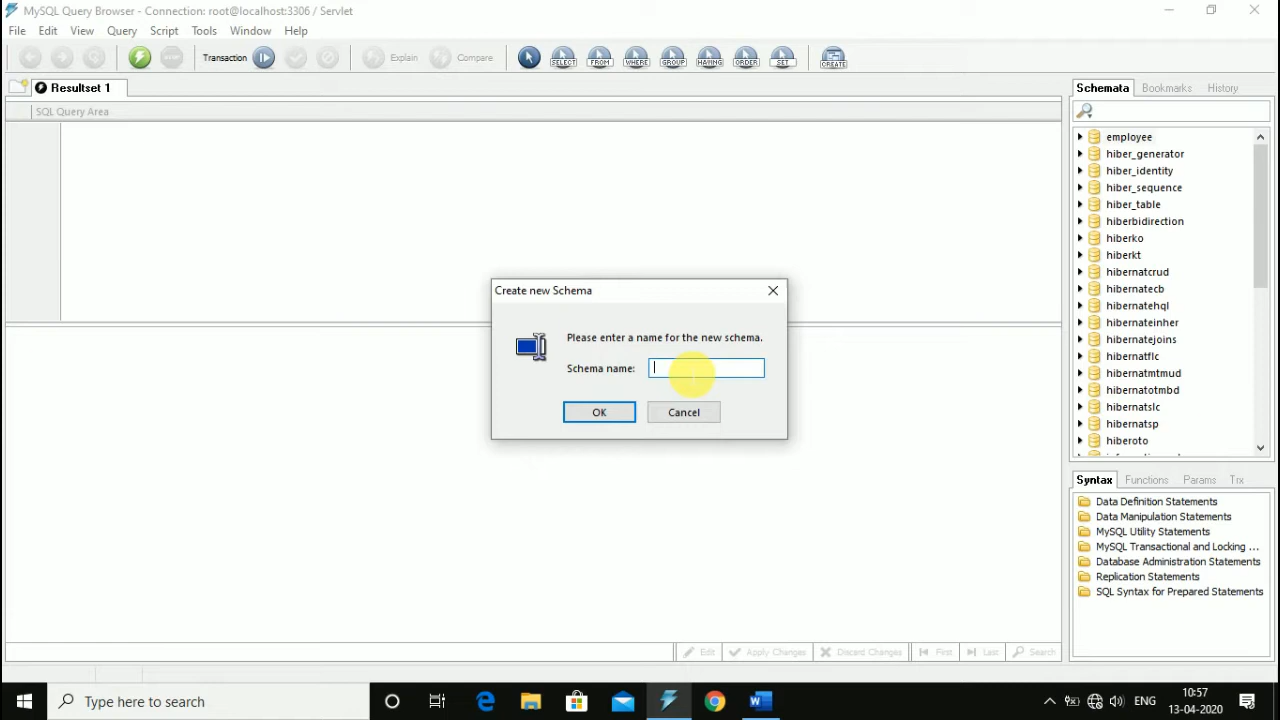 MySQL Query Browser - Connection: root@localhost:3306 / Servlet
File Edit View Query Script Tools Window Help
Transaction Explain Compare SELECT FROM WHERE GROUP HAVING ORDER SET CREATE
Resultset 1
SQL Query Area
Schemata Bookmarks History
employee
hiber_generator
hiber_identity
hiber_sequence
hiber_table
hiberbidirection
hiberko
hiberkt
hibernatcrud
hibernatecb
hibernatehql
hibernateinher
hibernatejoins
hibernatflc
hibernatmtmud
hibernatotmbd
hibernatslc
hibernatsp
hiberoto
Create new Schema
Please enter a name for the new schema.
Schema name:
OK Cancel
Syntax Functions Params Trx
Data Definition Statements
Data Manipulation Statements
MySQL Utility Statements
MySQL Transactional and Locking ...
Database Administration Statements
Replication Statements
SQL Syntax for Prepared Statements
Edit Apply Changes Discard Changes First Last Search
Type here to search
ENG
10:57
13-04-2020